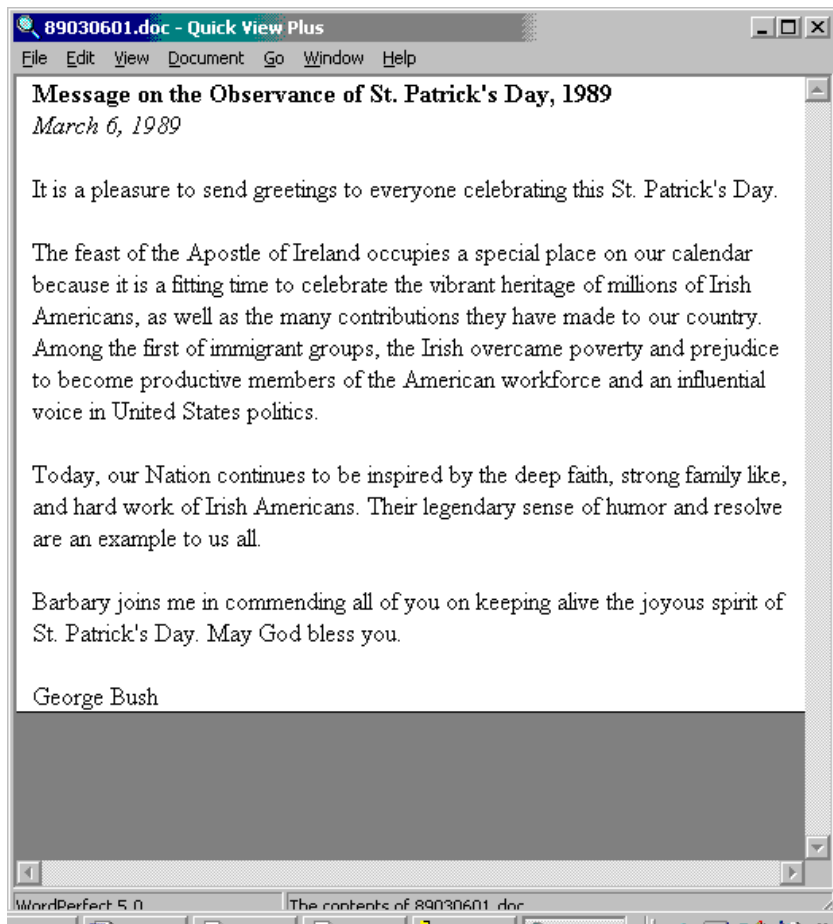 89030601.doc - Quick View Plus
File Edit View Document Go Window Help
Message on the Observance of St. Patrick's Day, 1989
March 6, 1989
It is a pleasure to send greetings to everyone celebrating this St. Patrick's Day.
The feast of the Apostle of Ireland occupies a special place on our calendar
because it is a fitting time to celebrate the vibrant heritage of millions of Irish
Americans, as well as the many contributions they have made to our country.
Among the first of immigrant groups, the Irish overcame poverty and prejudice
to become productive members of the American workforce and an influential
voice in United States politics.
Today, our Nation continues to be inspired by the deep faith, strong family like,
and hard work of Irish Americans. Their legendary sense of humor and resolve
are an example to us all.
Barbary joins me in commending all of you on keeping alive the joyous spirit of
St. Patrick's Day. May God bless you.
George Bush
WordPerfect 5.0 The contents of 89030601.doc